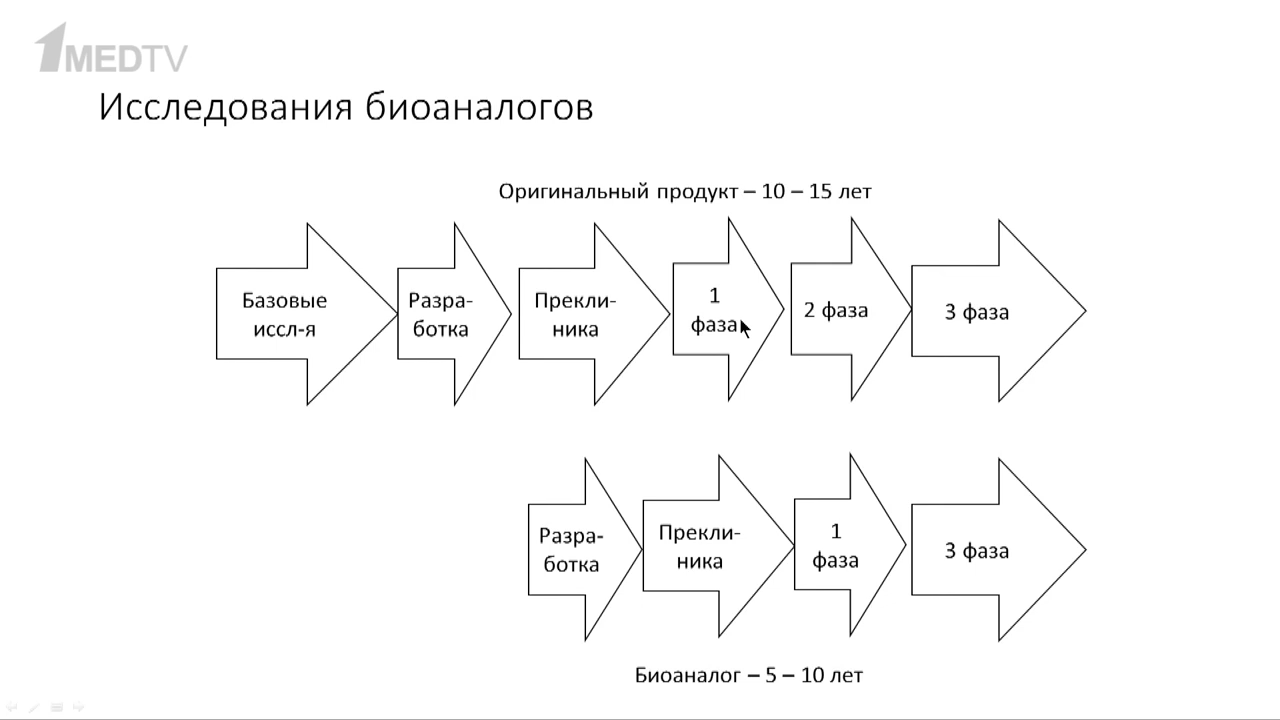 1MEDTV
Исследования биоаналогов
Оригинальный продукт – 10 – 15 лет
Базовые
иссл-я
Разра-
ботка
Прекли-
ника
1
фаза
2 фаза
3 фаза
Разра-
ботка
Прекли-
ника
1
фаза
3 фаза
Биоаналог – 5 – 10 лет